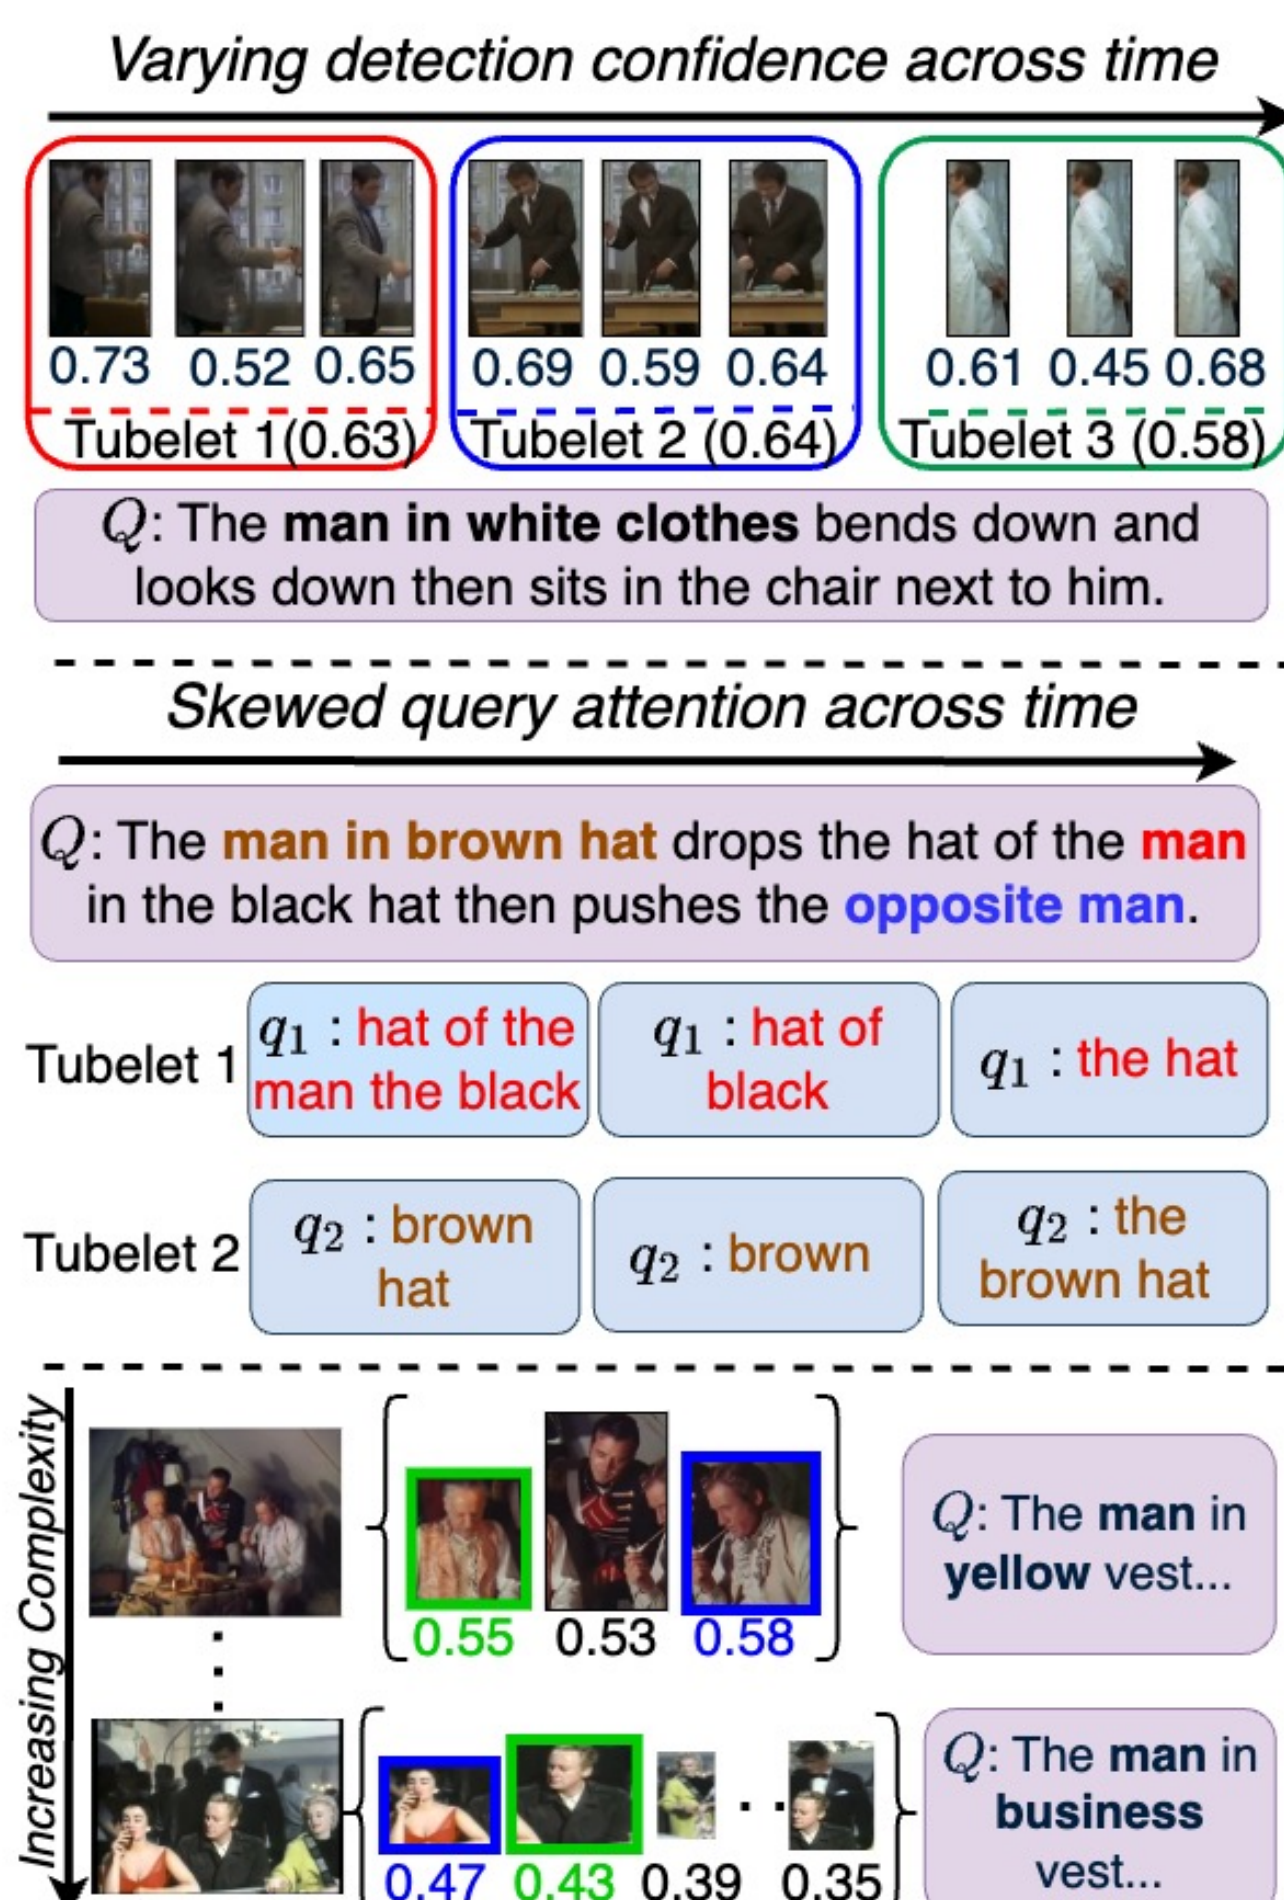 Varying detection confidence across time
0.73 0.52 0.65 0.69 0.59 0.64 0.61 0.45 0.68
Tubelet 1(0.63) Tubelet 2 (0.64) Tubelet 3 (0.58)
Q: The man in white clothes bends down and
looks down then sits in the chair next to him.
Skewed query attention across time
Q: The man in brown hat drops the hat of the man
in the black hat then pushes the opposite man.
Tubelet 1
q₁ : hat of the
man the black
q₁ : hat of
black
q₁ : the hat
Tubelet 2
q₂ : brown
hat
q₂ : brown
q₂ : the
brown hat
Increasing Complexity
0.55 0.53 0.58
Q: The man in
yellow vest...
0.47 0.43 0.39 0.35
Q: The man in
business
vest...